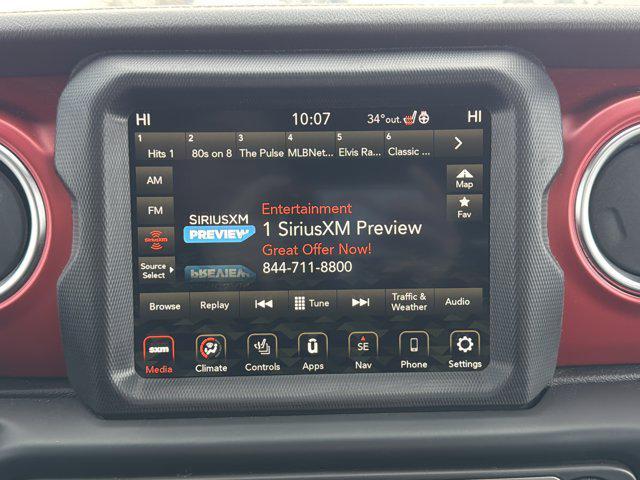 HI 10:07 34°out. HI
1 Hits 1
2 80s on 8
3 The Pulse
4 MLBNet...
5 Elvis Ra...
6 Classic ...
AM
Map
FM
Fav
SIRIUSXM
PREVIEW
Entertainment
1 SiriusXM Preview
Great Offer Now!
844-711-8800
SiriusXM
Source
Select
Browse
Replay
Tune
Traffic &
Weather
Audio
sxm
Media
Climate
Controls
Apps
SE
Nav
Phone
Settings